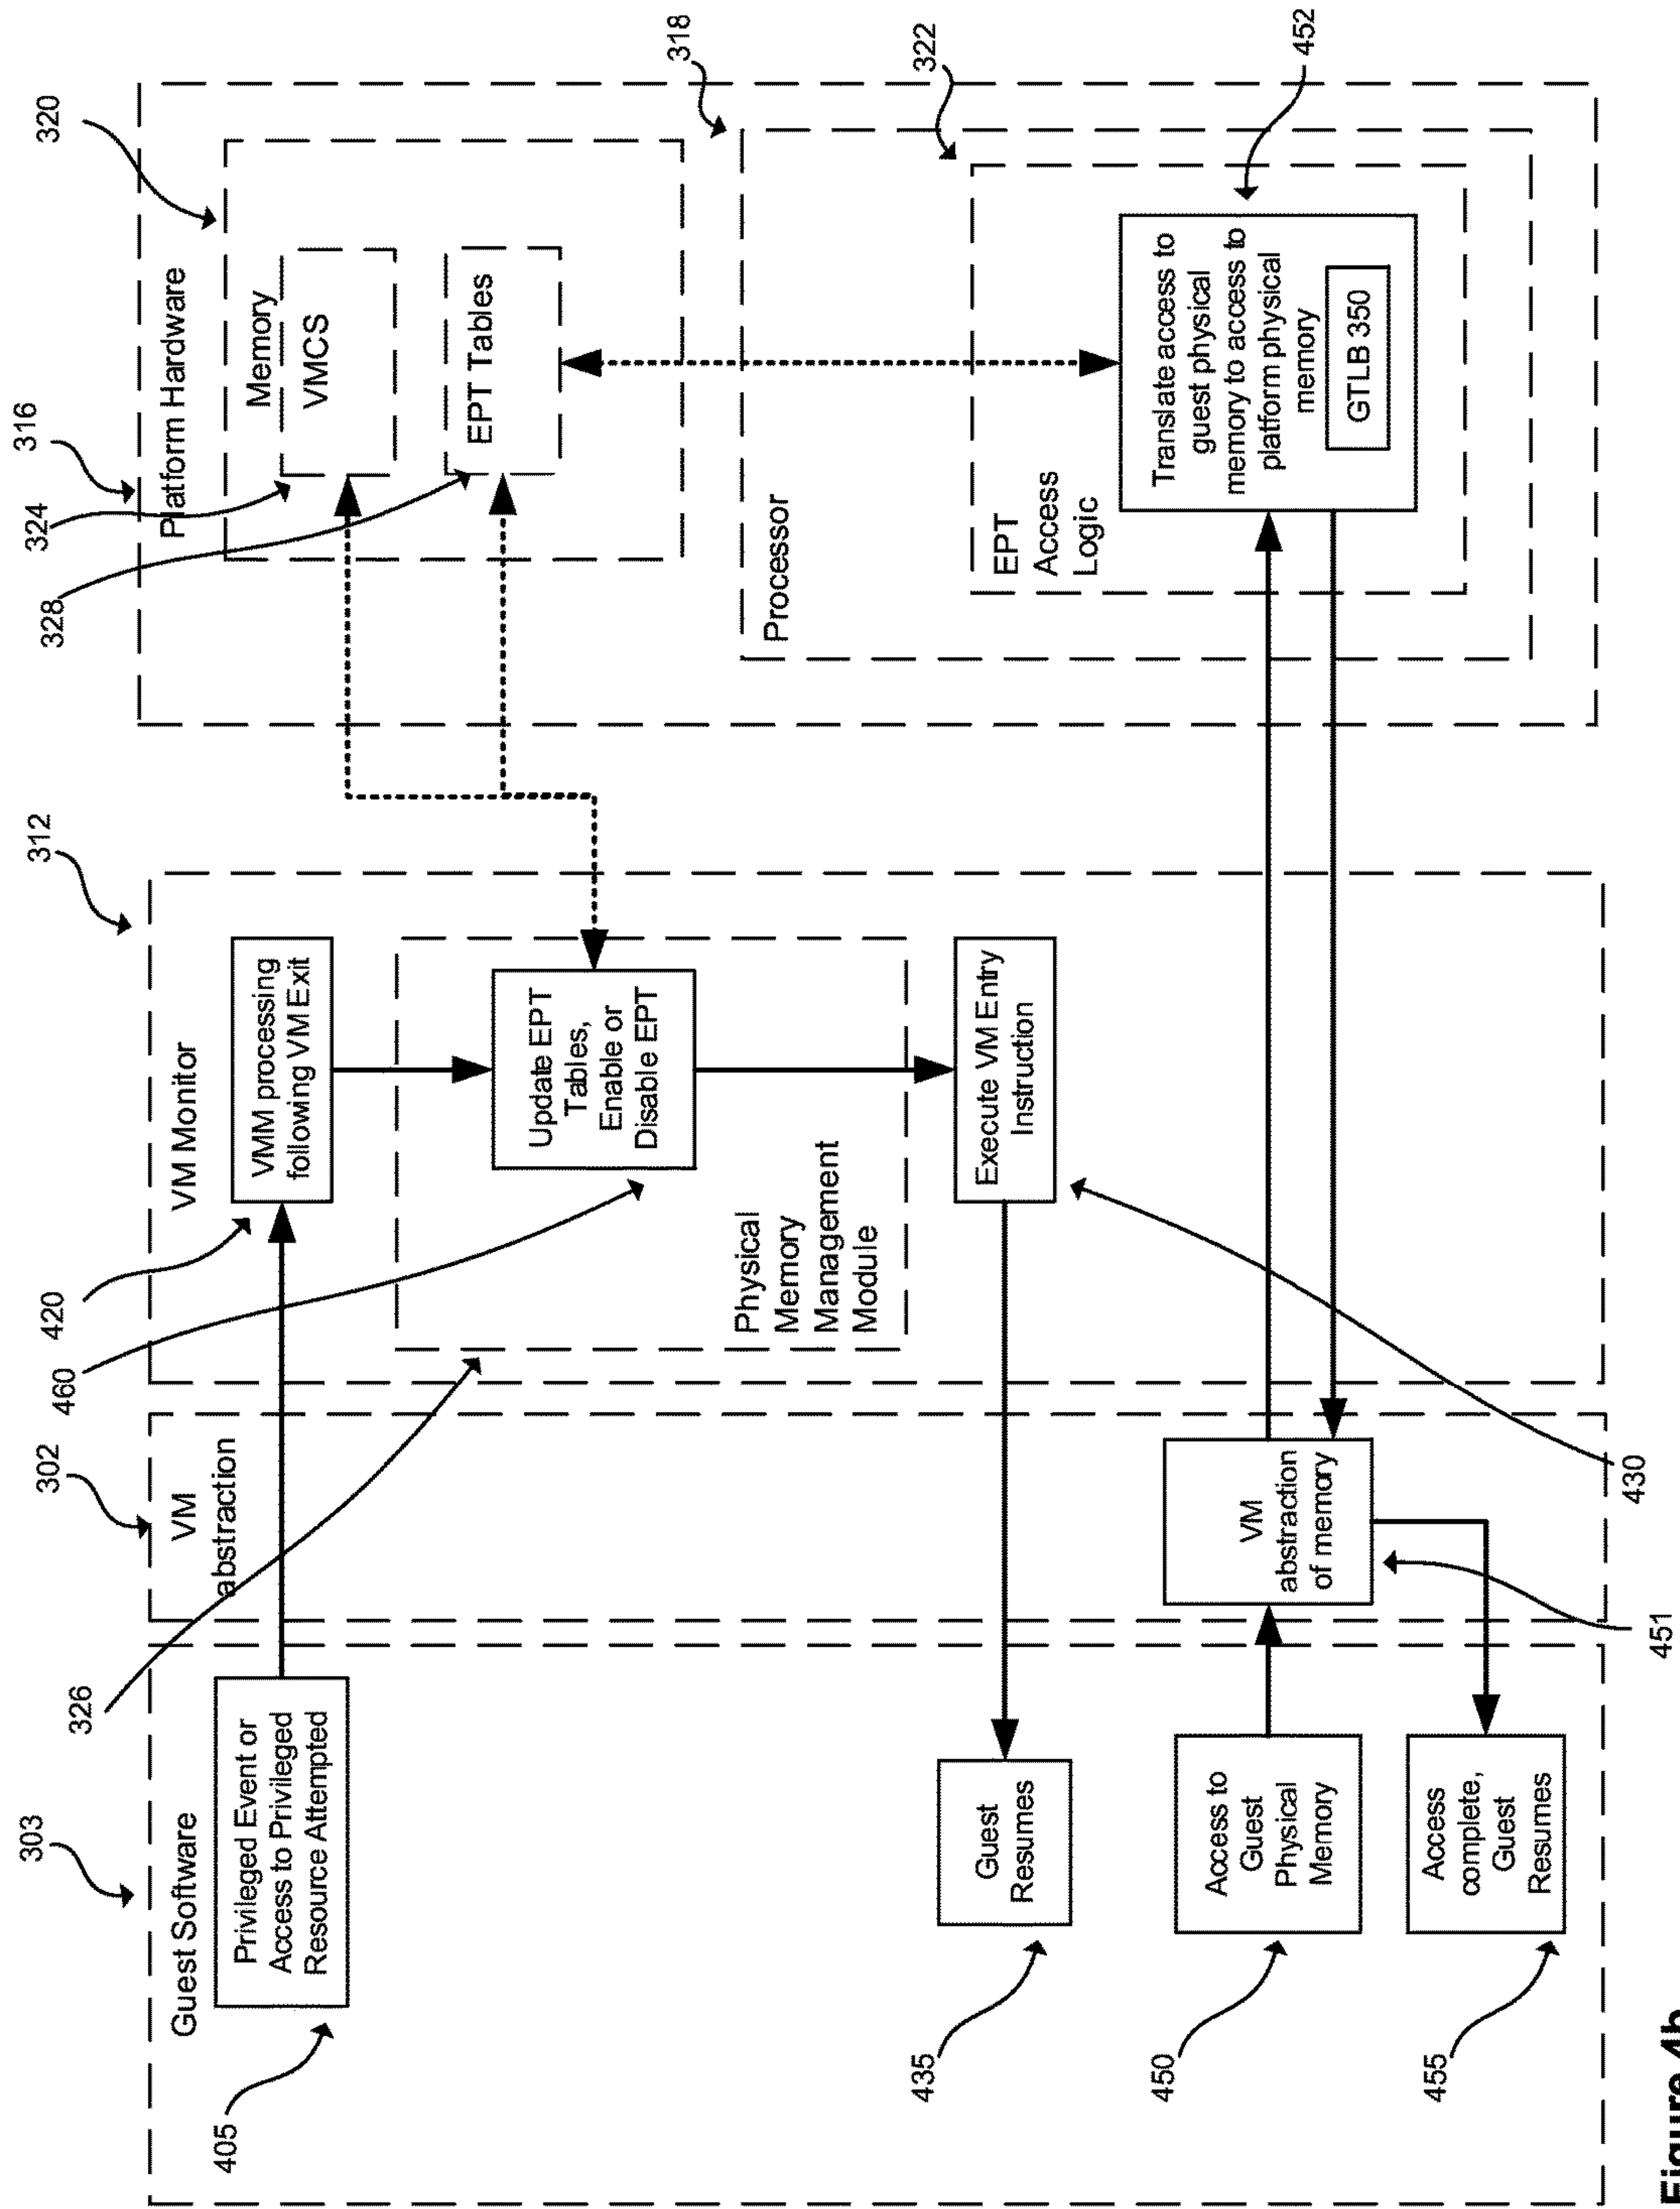 303
Guest Software
Privileged Event or
Access to Privileged
Resource Attempted
405
Guest
Resumes
435
Access to
Guest
Physical
Memory
450
Access
complete,
Guest
Resumes
455
302
VM
abstraction
326
VM
abstraction
of memory
451
312
VM Monitor
VMM processing
following VM Exit
420
460
Update EPT
Tables,
Enable or
Disable EPT
Physical
Memory
Management
Module
Execute VM Entry
Instruction
430
316
Platform Hardware
320
Memory
324
VMCS
328
EPT Tables
318
Processor
322
EPT
Access
Logic
Translate access to
guest physical
memory to access to
platform physical
memory
GTLB 350
452
Figure 4b